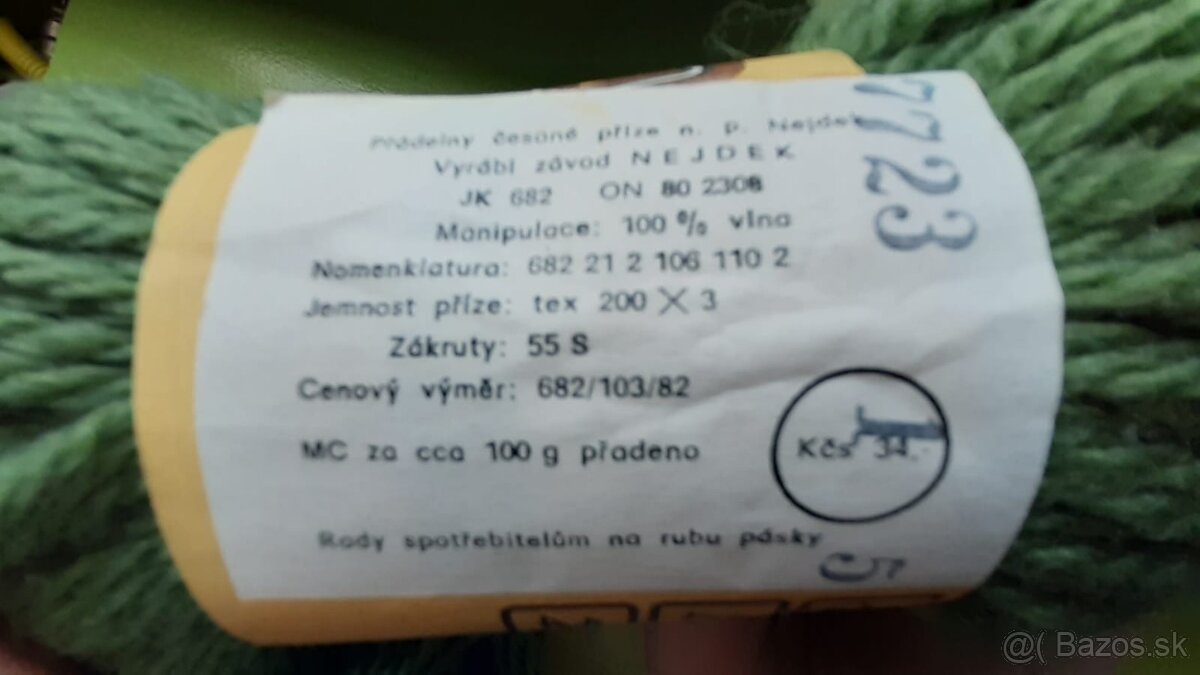 Přádelny česané příze n. p. Nejdek
Vyrábí závod NEJDEK
JK 682 ON 80 2308
Manipulace: 100 % vlna
Nomenklatura: 682 21 2 106 110 2
Jemnost příze: tex 200 X 3
Zákruty: 55 S
Cenový výměr: 682/103/82
MC za cca 100 g přadeno
Kčs 34.-
1
Rady spotřebitelům na rubu pásky
7723
5
@( Bazos.sk